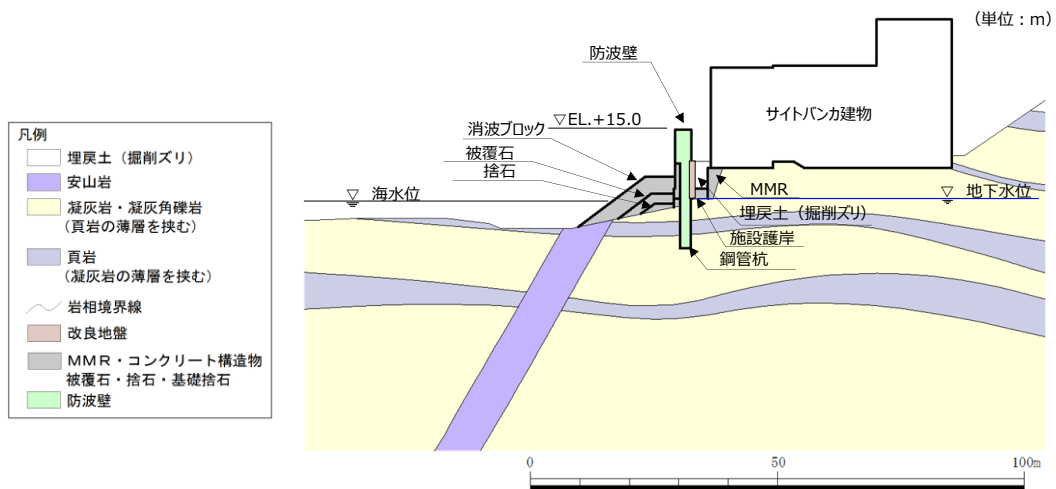 (単位：m)
防波壁
▽EL.+15.0
消波ブロック
被覆石
捨石
サイトバンカ建物
▽ 海水位
MMR
▽ 地下水位
埋戻土（掘削ズリ）
施設護岸
鋼管杭
凡例
埋戻土（掘削ズリ）
安山岩
凝灰岩・凝灰角礫岩
(頁岩の薄層を挟む)
頁岩
(凝灰岩の薄層を挟む)
岩相境界線
改良地盤
ＭＭＲ・コンクリート構造物
被覆石・捨石・基礎捨石
防波壁
0 50 100m